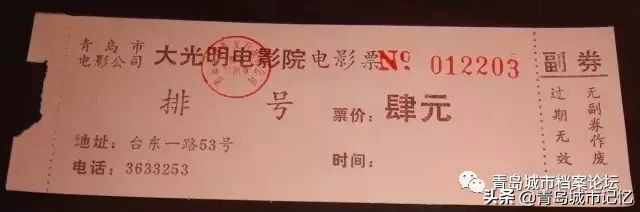 青岛市
电影公司
大光明电影院电影票
№ 012203
排 号
票价：肆元
地址：台东一路53号
电话：3633253
时间：
副券
无副券作废
过期无效
青岛城市档案论坛
头条 @青岛城市记忆